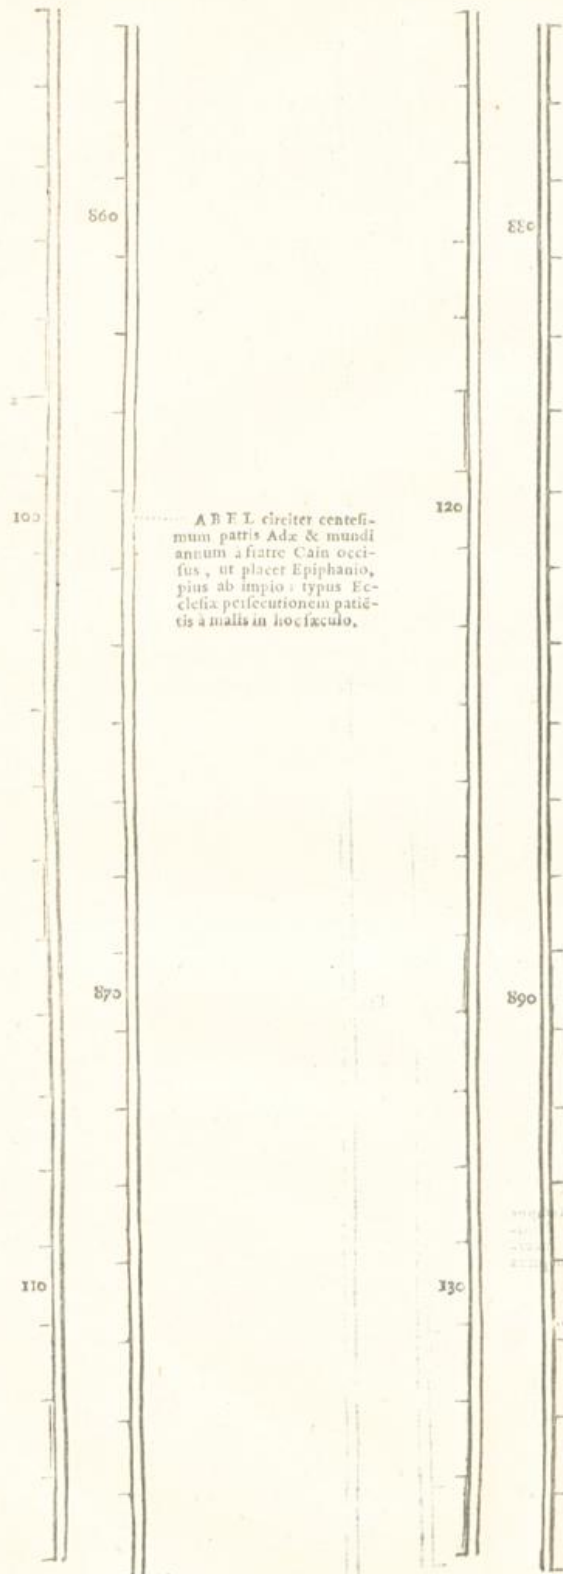 860
880
100
120
ABEL circiter centeſi-
mum patris Adæ & mundi
annum à fratre Cain occi-
ſus, ut placet Epiphanio,
pius ab impio: typus Ec-
cleſiæ perſecutionem patiē-
tis à malis in hoc ſæculo.
870
890
110
130